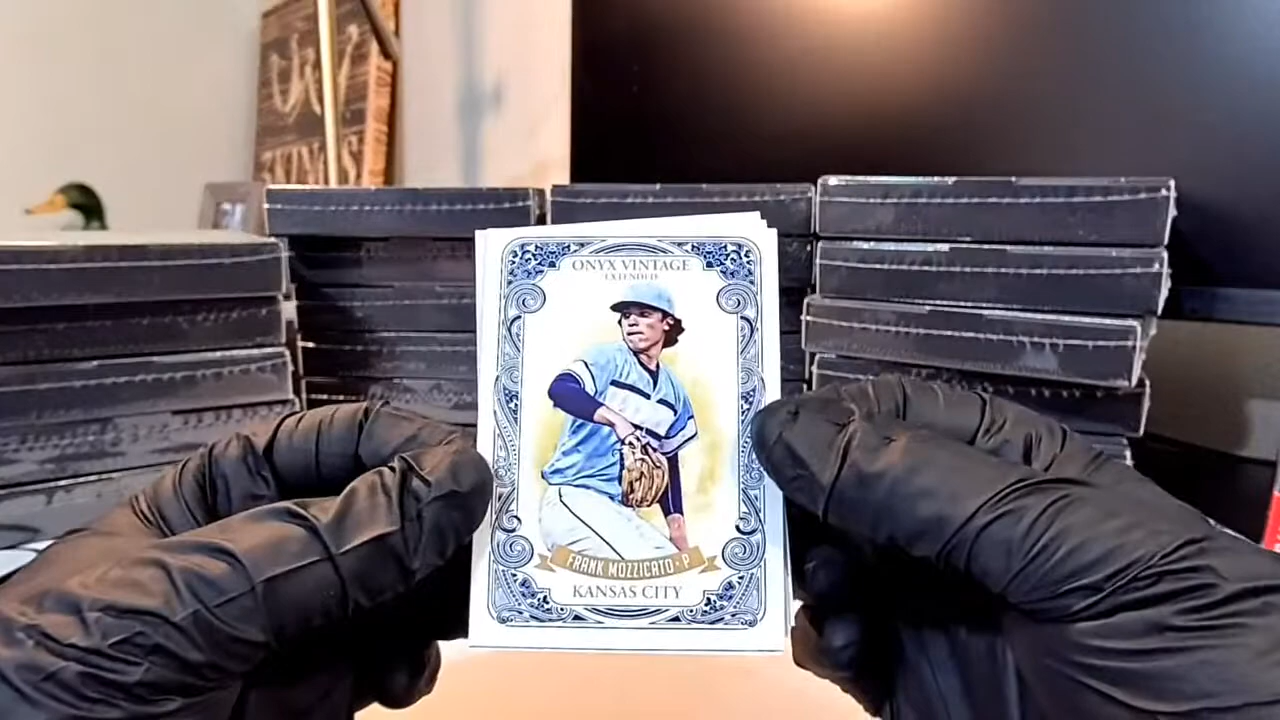 ONYX VINTAGE
EXTENDED
FRANK MOZZICATO • P
KANSAS CITY